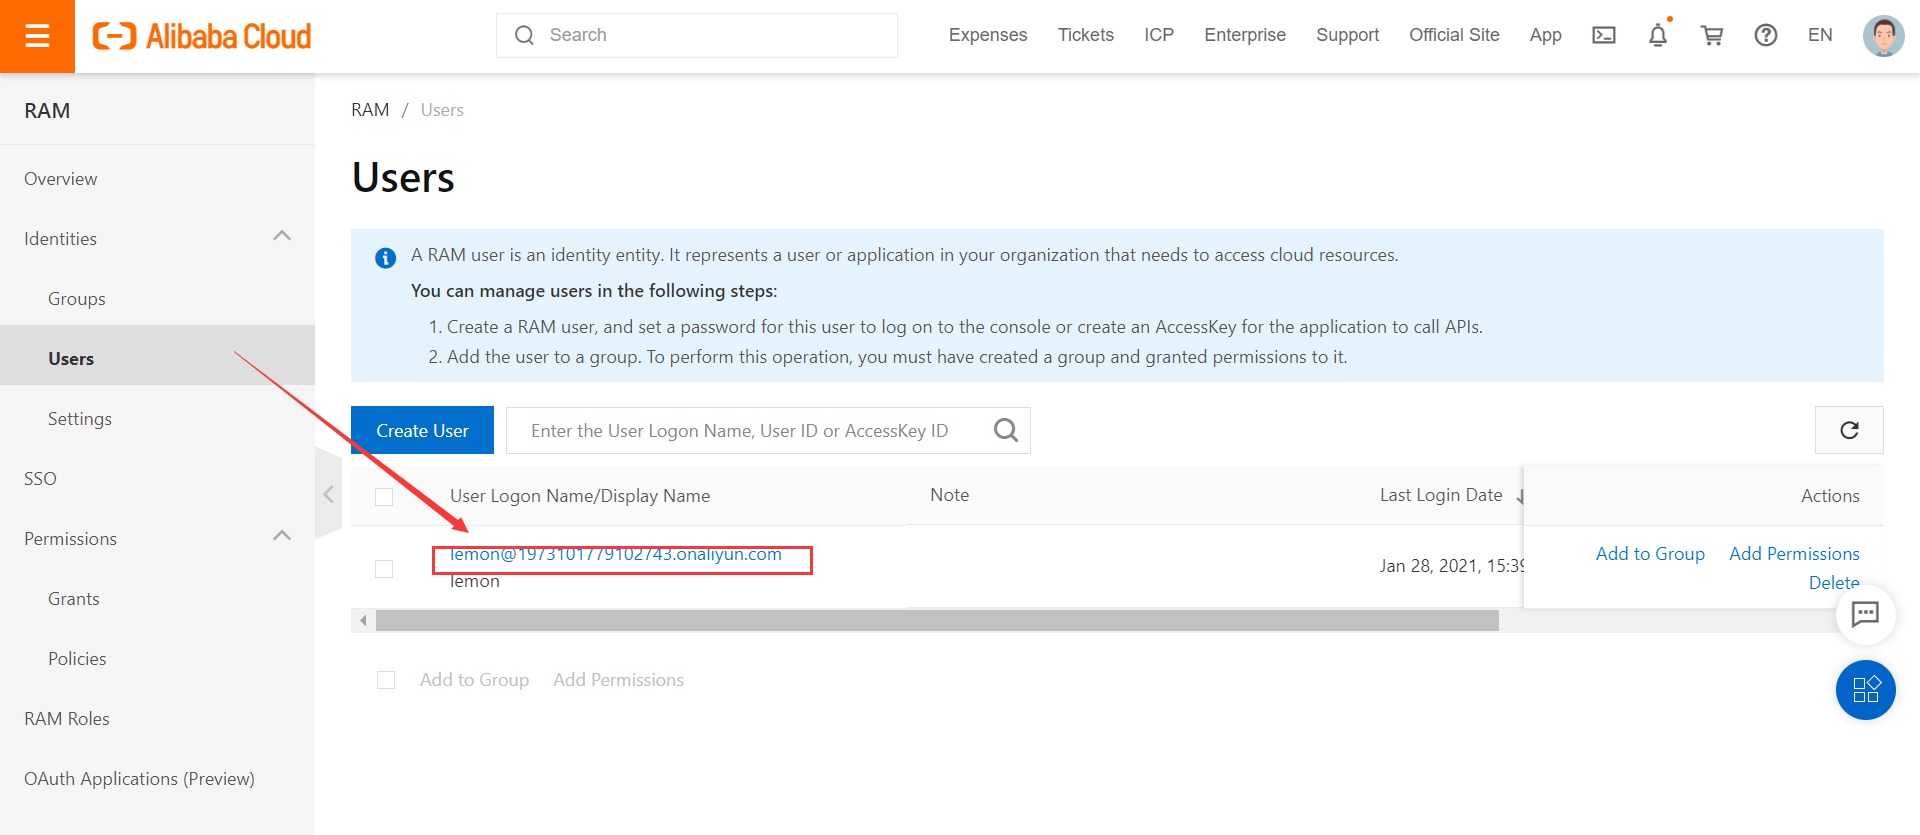 Alibaba Cloud
Search
Expenses Tickets ICP Enterprise Support Official Site App EN
RAM
Overview
Identities
Groups
Users
Settings
SSO
Permissions
Grants
Policies
RAM Roles
OAuth Applications (Preview)
RAM / Users
Users
A RAM user is an identity entity. It represents a user or application in your organization that needs to access cloud resources.
You can manage users in the following steps:
1. Create a RAM user, and set a password for this user to log on to the console or create an AccessKey for the application to call APIs.
2. Add the user to a group. To perform this operation, you must have created a group and granted permissions to it.
Create User Enter the User Logon Name, User ID or AccessKey ID
User Logon Name/Display Name Note Last Login Date Actions
lemon@1973101779102743.onaliyun.com
lemon
Jan 28, 2021, 15:39
Add to Group Add Permissions
Delete
Add to Group Add Permissions